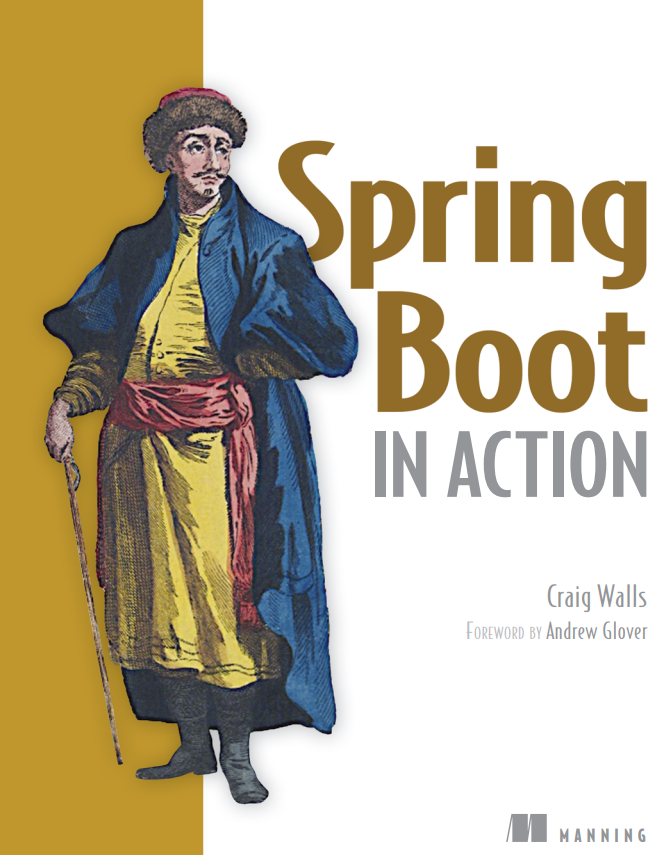 Spring
Boot
IN ACTION
Craig Walls
FOREWORD BY Andrew Glover
MANNING